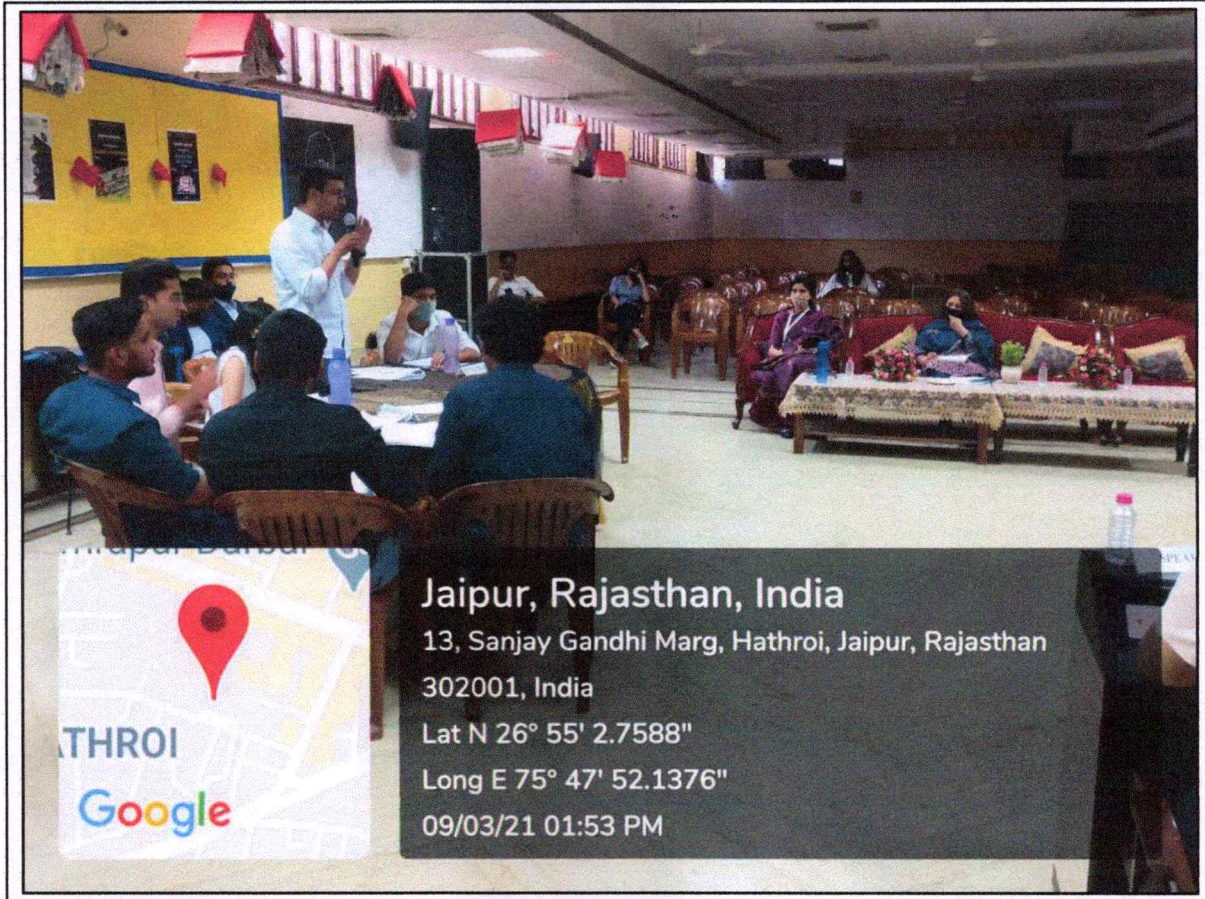 Jaipur, Rajasthan, India
13, Sanjay Gandhi Marg, Hathroi, Jaipur, Rajasthan
302001, India
Lat N 26° 55' 2.7588"
Long E 75° 47' 52.1376"
09/03/21 01:53 PM
THROI
Google